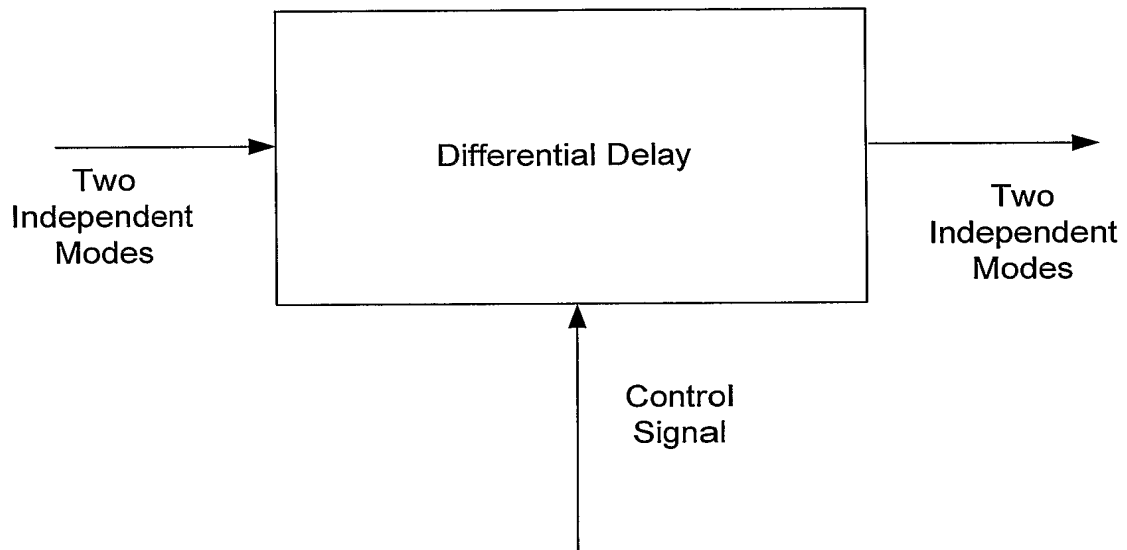 Differential Delay
Two
Independent
Modes
Two
Independent
Modes
Control
Signal